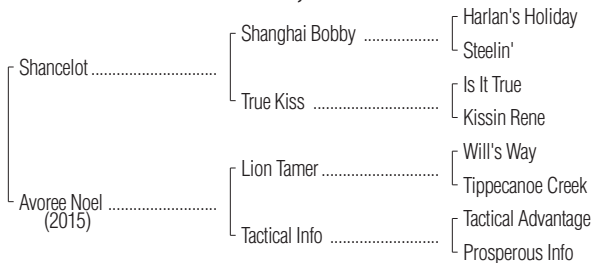 Harlan's Holiday
Shanghai Bobby ..................
Steelin'
Shancelot ..............................
Is It True
True Kiss ..............................
Kissin Rene
Will's Way
Lion Tamer ............................
Tippecanoe Creek
Avoree Noel ..........................
(2015)
Tactical Advantage
Tactical Info ..........................
Prosperous Info